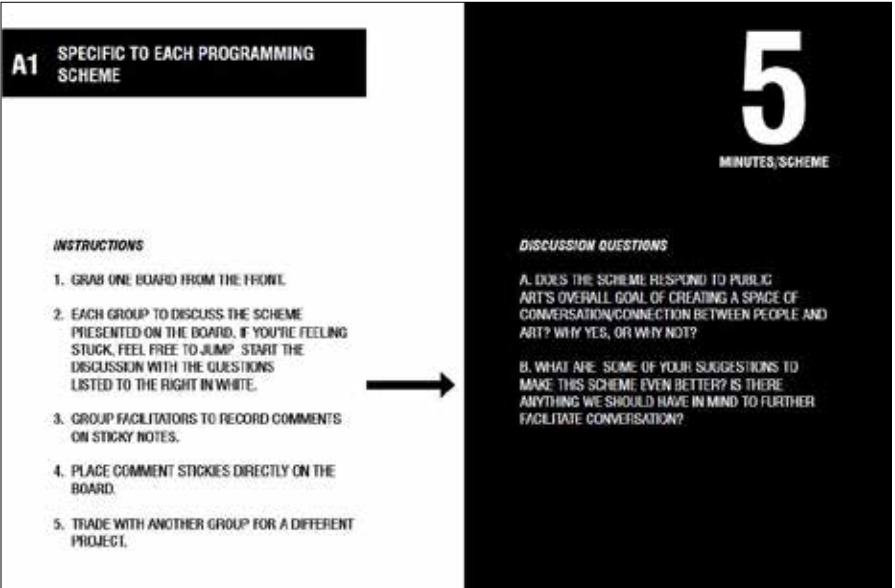 A1
SPECIFIC TO EACH PROGRAMMING
SCHEME
INSTRUCTIONS
1. GRAB ONE BOARD FROM THE FRONT.
2. EACH GROUP TO DISCUSS THE SCHEME
PRESENTED ON THE BOARD. IF YOU'RE FEELING
STUCK, FEEL FREE TO JUMP START THE
DISCUSSION WITH THE QUESTIONS
LISTED TO THE RIGHT IN WHITE.
3. GROUP FACILITATORS TO RECORD COMMENTS
ON STICKY NOTES.
4. PLACE COMMENT STICKIES DIRECTLY ON THE
BOARD.
5. TRADE WITH ANOTHER GROUP FOR A DIFFERENT
PROJECT.
5
MINUTES/SCHEME
DISCUSSION QUESTIONS
A. DOES THE SCHEME RESPOND TO PUBLIC
ART'S OVERALL GOAL OF CREATING A SPACE OF
CONVERSATION/CONNECTION BETWEEN PEOPLE AND
ART? WHY YES, OR WHY NOT?
B. WHAT ARE SOME OF YOUR SUGGESTIONS TO
MAKE THIS SCHEME EVEN BETTER? IS THERE
ANYTHING WE SHOULD HAVE IN MIND TO FURTHER
FACILITATE CONVERSATION?